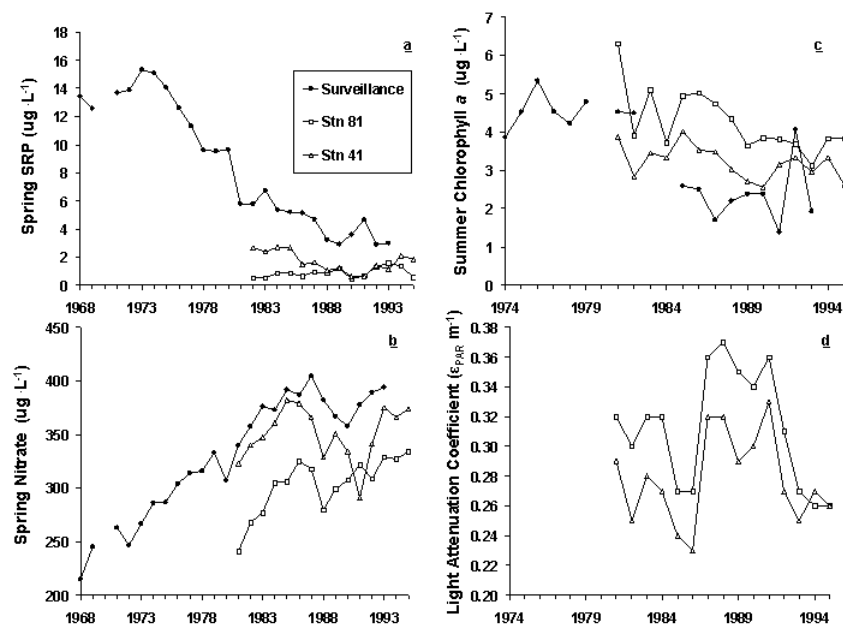 a
Spring SRP (ug ·L-1)
18
16
14
12
10
8
6
4
2
0
1968 1973 1978 1983 1988 1993
Surveillance
Stn 81
Stn 41
c
Summer Chlorophyll a (ug ·L-1)
7
6
5
4
3
2
1
0
1974 1979 1984 1989 1994
b
Spring Nitrate (ug ·L-1)
450
400
350
300
250
200
1968 1973 1978 1983 1988 1993
d
Light Attenuation Coefficient (εPAR m-1)
0.38
0.36
0.34
0.32
0.30
0.28
0.26
0.24
0.22
0.20
1974 1979 1984 1989 1994